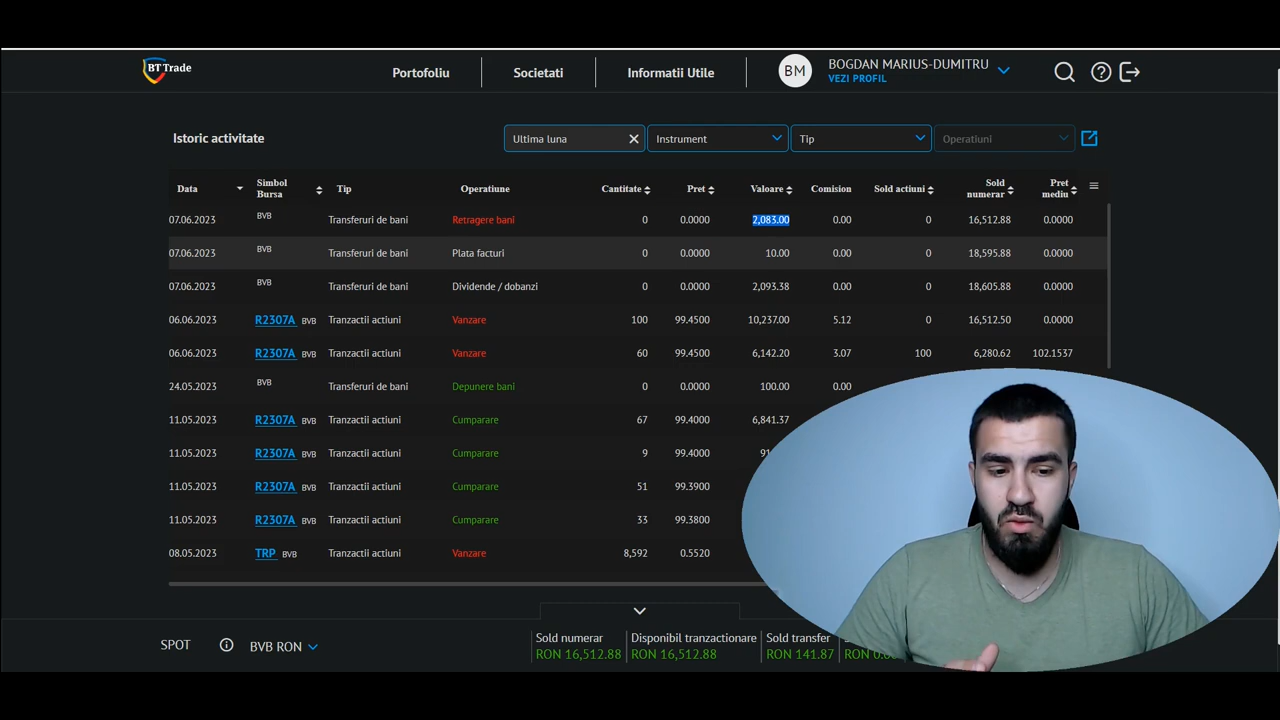 BT Trade
Portofoliu
Societati
Informatii Utile
BM
BOGDAN MARIUS-DUMITRU
VEZI PROFIL
Istoric activitate
Ultima luna
Instrument
Tip
Operatiuni
Data Simbol Bursa Tip Operatiune Cantitate Pret Valoare Comision Sold actiuni Sold numerar Pret mediu
07.06.2023 BVB Transferuri de bani Retragere bani 0 0.0000 2,083.00 0.00 0 16,512.88 0.0000
07.06.2023 BVB Transferuri de bani Plata facturi 0 0.0000 10.00 0.00 0 18,595.88 0.0000
07.06.2023 BVB Transferuri de bani Dividende / dobanzi 0 0.0000 2,093.38 0.00 0 18,605.88 0.0000
06.06.2023 R2307A BVB Tranzactii actiuni Vanzare 100 99.4500 10,237.00 5.12 0 16,512.50 0.0000
06.06.2023 R2307A BVB Tranzactii actiuni Vanzare 60 99.4500 6,142.20 3.07 100 6,280.62 102.1537
24.05.2023 BVB Transferuri de bani Depunere bani 0 0.0000 100.00 0.00
11.05.2023 R2307A BVB Tranzactii actiuni Cumparare 67 99.4000 6,841.37
11.05.2023 R2307A BVB Tranzactii actiuni Cumparare 9 99.4000
11.05.2023 R2307A BVB Tranzactii actiuni Cumparare 51 99.3900
11.05.2023 R2307A BVB Tranzactii actiuni Cumparare 33 99.3800
08.05.2023 TRP BVB Tranzactii actiuni Vanzare 8,592 0.5520
SPOT
BVB RON
Sold numerar
RON 16,512.88
Disponibil tranzactionare
RON 16,512.88
Sold transfer
RON 141.87